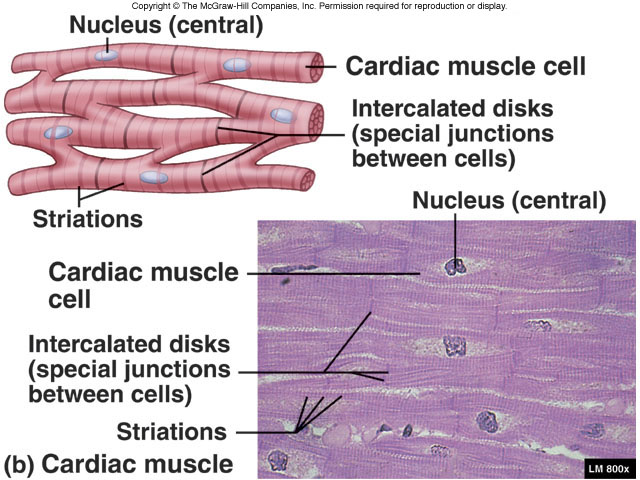 Copyright © The McGraw-Hill Companies, Inc. Permission required for reproduction or display.
Nucleus (central)
Cardiac muscle cell
Intercalated disks
(special junctions
between cells)
Striations
Nucleus (central)
Cardiac muscle
cell
Intercalated disks
(special junctions
between cells)
Striations
(b) Cardiac muscle
LM 800x